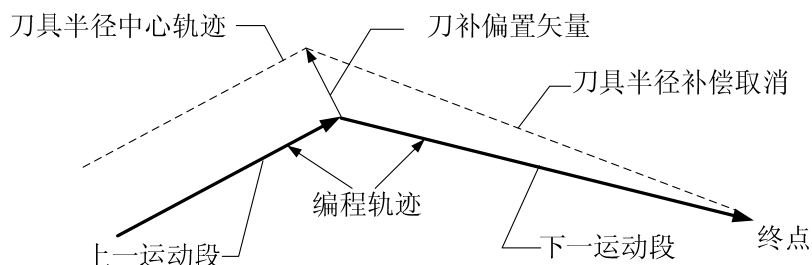 刀具半径中心轨迹
刀补偏置矢量
刀具半径补偿取消
编程轨迹
上一运动段
下一运动段
终点